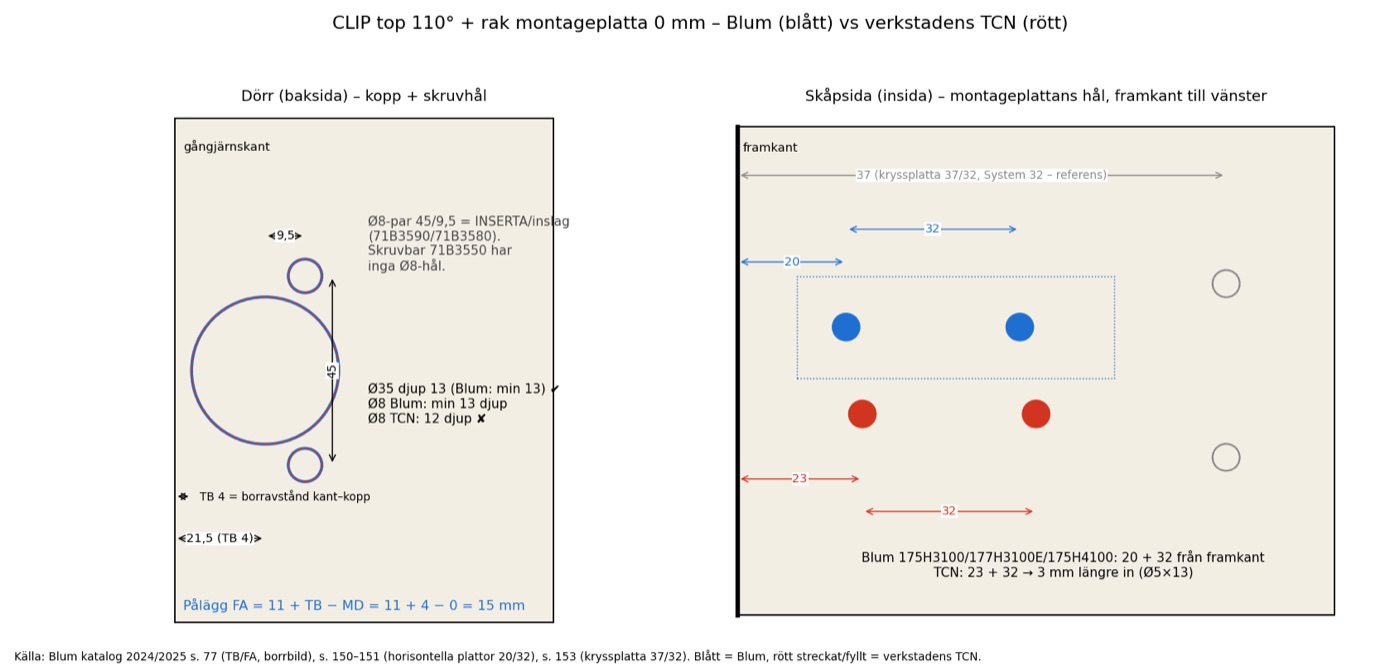 CLIP top 110° + rak montageplatta 0 mm – Blum (blått) vs verkstadens TCN (rött)
Dörr (baksida) – kopp + skruvhål
gångjärnskant
9,5
Ø8-par 45/9,5 = INSERTA/inslag
(71B3590/71B3580).
Skruvbar 71B3550 har
inga Ø8-hål.
45
Ø35 djup 13 (Blum: min 13) ✔
Ø8 Blum: min 13 djup
Ø8 TCN: 12 djup ✘
TB 4 = borravstånd kant–kopp
21,5 (TB 4)
Pålägg FA = 11 + TB − MD = 11 + 4 − 0 = 15 mm
Skåpsida (insida) – montageplattans hål, framkant till vänster
framkant
37 (kryssplatta 37/32, System 32 – referens)
32
20
23
32
Blum 175H3100/177H3100E/175H4100: 20 + 32 från framkant
TCN: 23 + 32 → 3 mm längre in (Ø5×13)
Källa: Blum katalog 2024/2025 s. 77 (TB/FA, borrbild), s. 150–151 (horisontella plattor 20/32), s. 153 (kryssplatta 37/32). Blått = Blum, rött streckat/fyllt = verkstadens TCN.